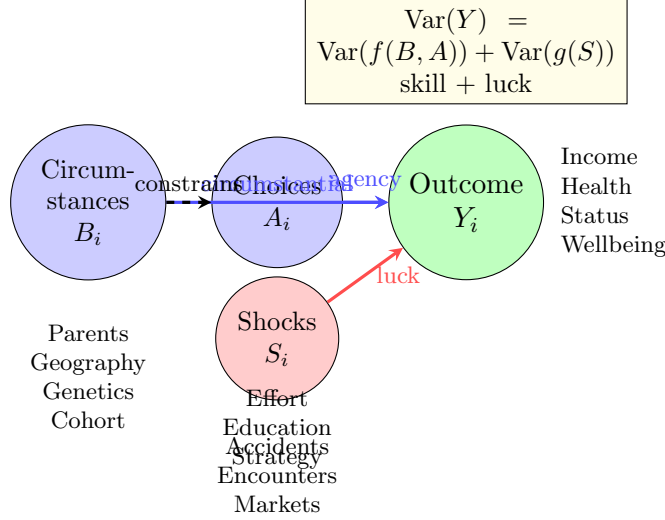 Var(Y) =
Var(f(B, A)) + Var(g(S))
skill + luck
Circum-
stances
B_i
constrains
circumstantial
Choices
A_i
agency
Outcome
Y_i
Income
Health
Status
Wellbeing
luck
Shocks
S_i
Parents
Geography
Genetics
Cohort
Effort
Education
Strategy
Accidents
Encounters
Markets